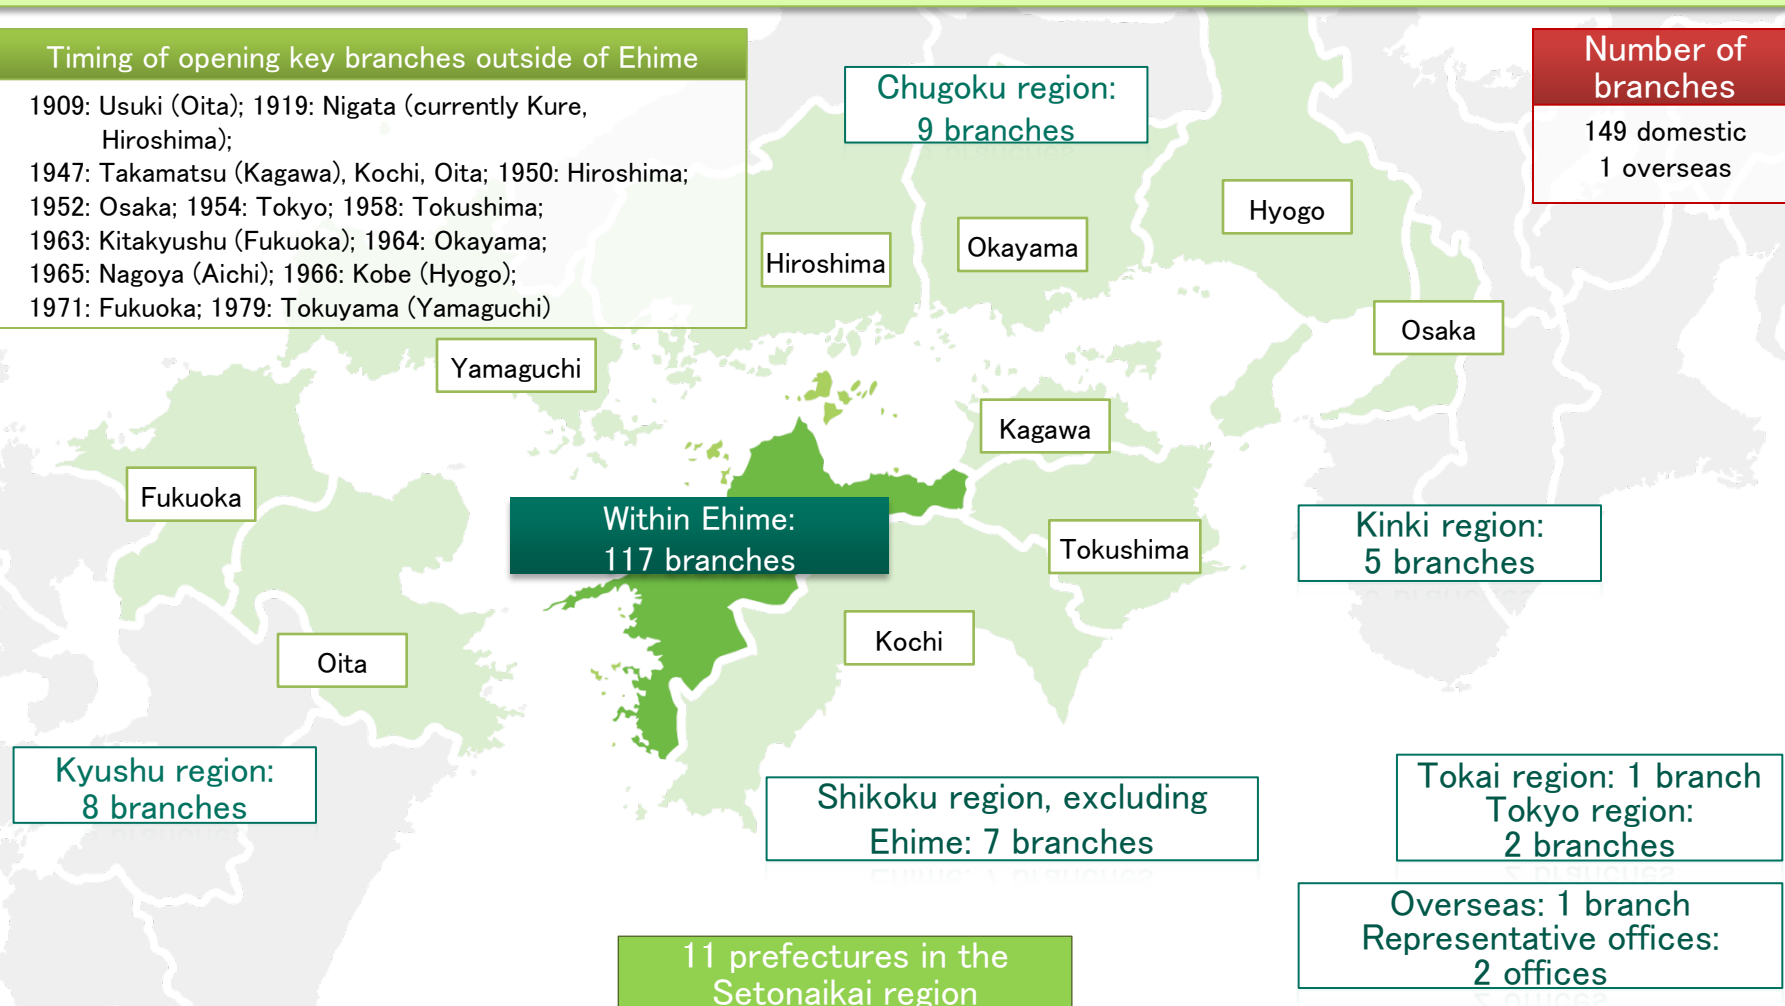 Timing of opening key branches outside of Ehime
1909: Usuki (Oita); 1919: Nigata (currently Kure,
Hiroshima);
1947: Takamatsu (Kagawa), Kochi, Oita; 1950: Hiroshima;
1952: Osaka; 1954: Tokyo; 1958: Tokushima;
1963: Kitakyushu (Fukuoka); 1964: Okayama;
1965: Nagoya (Aichi); 1966: Kobe (Hyogo);
1971: Fukuoka; 1979: Tokuyama (Yamaguchi)
Chugoku region:
9 branches
Number of
branches
149 domestic
1 overseas
Hyogo
Okayama
Hiroshima
Osaka
Yamaguchi
Kagawa
Fukuoka
Within Ehime:
117 branches
Tokushima
Kinki region:
5 branches
Kochi
Oita
Kyushu region:
8 branches
Shikoku region, excluding
Ehime: 7 branches
Tokai region: 1 branch
Tokyo region:
2 branches
Overseas: 1 branch
Representative offices:
2 offices
11 prefectures in the
Setonaikai region